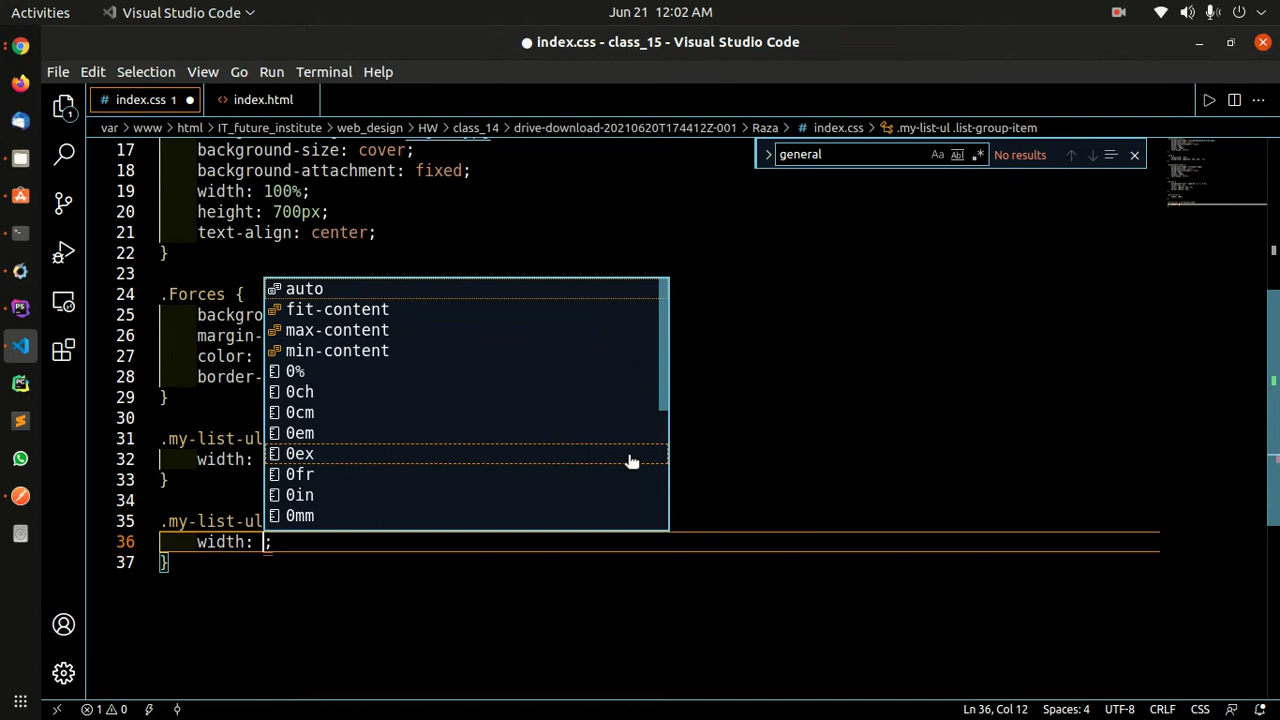 Activities Visual Studio Code Jun 21 12:02 AM
index.css - class_15 - Visual Studio Code
File Edit Selection View Go Run Terminal Help
# index.css 1 index.html
var > www > html > IT_future_institute > web_design > HW > class_14 > drive-download-20210620T174412Z-001 > Raza > # index.css > .my-list-ul .list-group-item
general Aa Abl .* No results
17 background-size: cover;
18 background-attachment: fixed;
19 width: 100%;
20 height: 700px;
21 text-align: center;
22 }
23
24 .Forces {
25 backgro
26 margin-
27 color:
28 border-
29 }
30
31 .my-list-ul
32 width:
33 }
34
35 .my-list-ul
36 width: ;
37 }
auto
fit-content
max-content
min-content
0%
0ch
0cm
0em
0ex
0fr
0in
0mm
1
1 0 Ln 36, Col 12 Spaces: 4 UTF-8 CRLF CSS